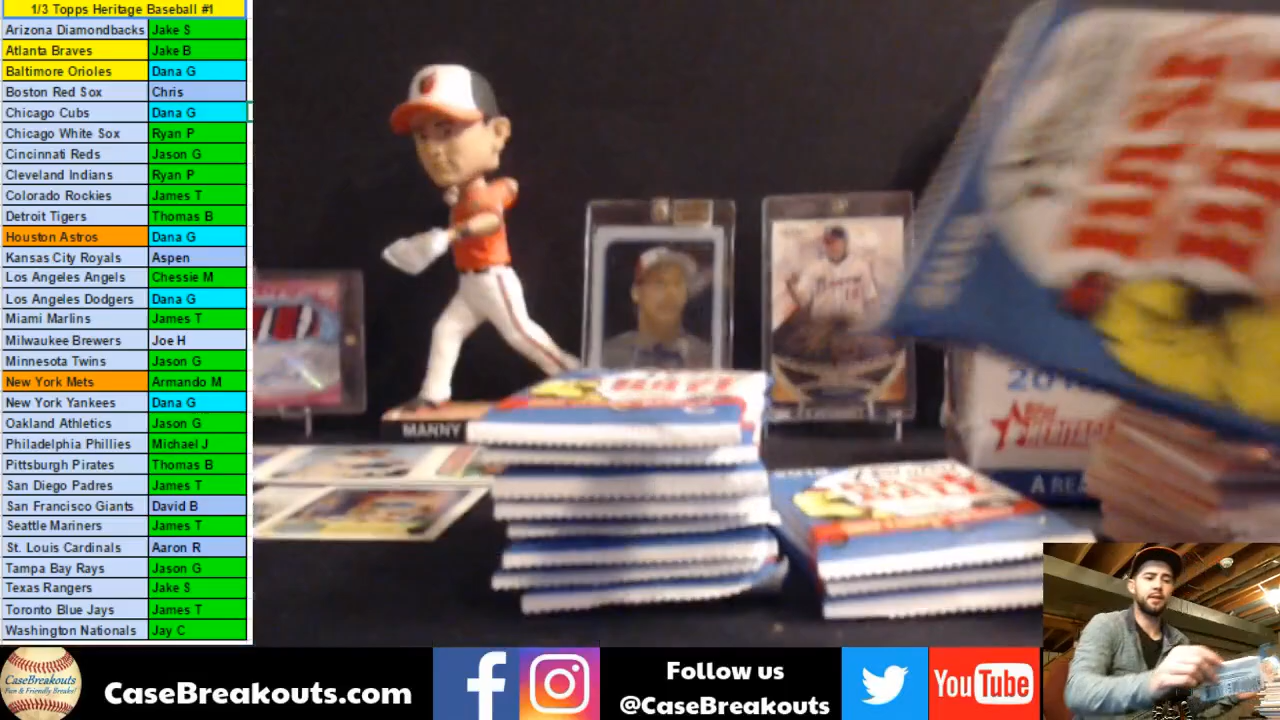 1/3 Topps Heritage Baseball #1
Arizona Diamondbacks Jake S
Atlanta Braves Jake B
Baltimore Orioles Dana G
Boston Red Sox Chris
Chicago Cubs Dana G
Chicago White Sox Ryan P
Cincinnati Reds Jason G
Cleveland Indians Ryan P
Colorado Rockies James T
Detroit Tigers Thomas B
Houston Astros Dana G
Kansas City Royals Aspen
Los Angeles Angels Chessie M
Los Angeles Dodgers Dana G
Miami Marlins James T
Milwaukee Brewers Joe H
Minnesota Twins Jason G
New York Mets Armando M
New York Yankees Dana G
Oakland Athletics Jason G
Philadelphia Phillies Michael J
Pittsburgh Pirates Thomas B
San Diego Padres James T
San Francisco Giants David B
Seattle Mariners James T
St. Louis Cardinals Aaron R
Tampa Bay Rays Jason G
Texas Rangers Jake S
Toronto Blue Jays James T
Washington Nationals Jay C
MANNY
A REA
CaseBreakouts
Fun & Friendly Breaks!
CaseBreakouts.com
Follow us
@CaseBreakouts
YouTube